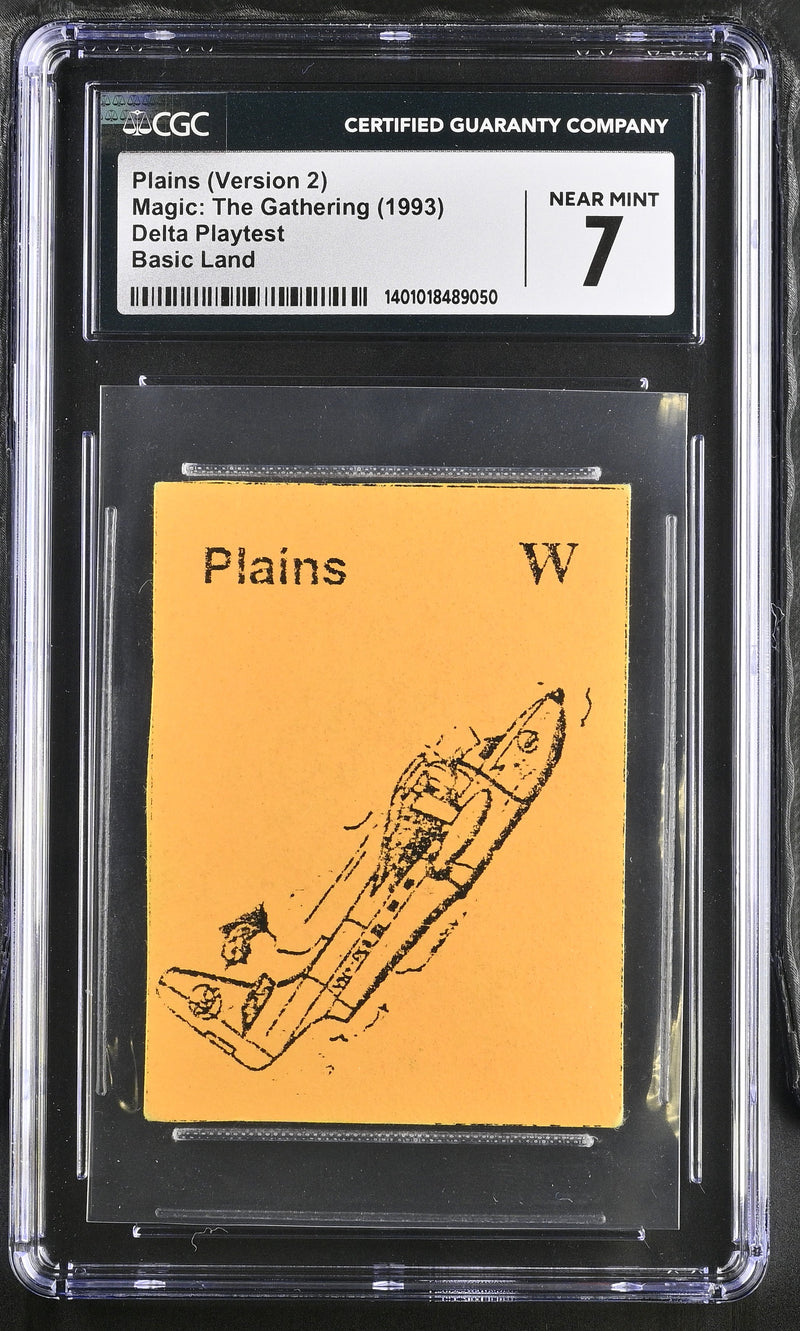 CGC
CERTIFIED GUARANTY COMPANY
Plains (Version 2)
Magic: The Gathering (1993)
Delta Playtest
Basic Land
1401018489050
NEAR MINT
7
Plains W